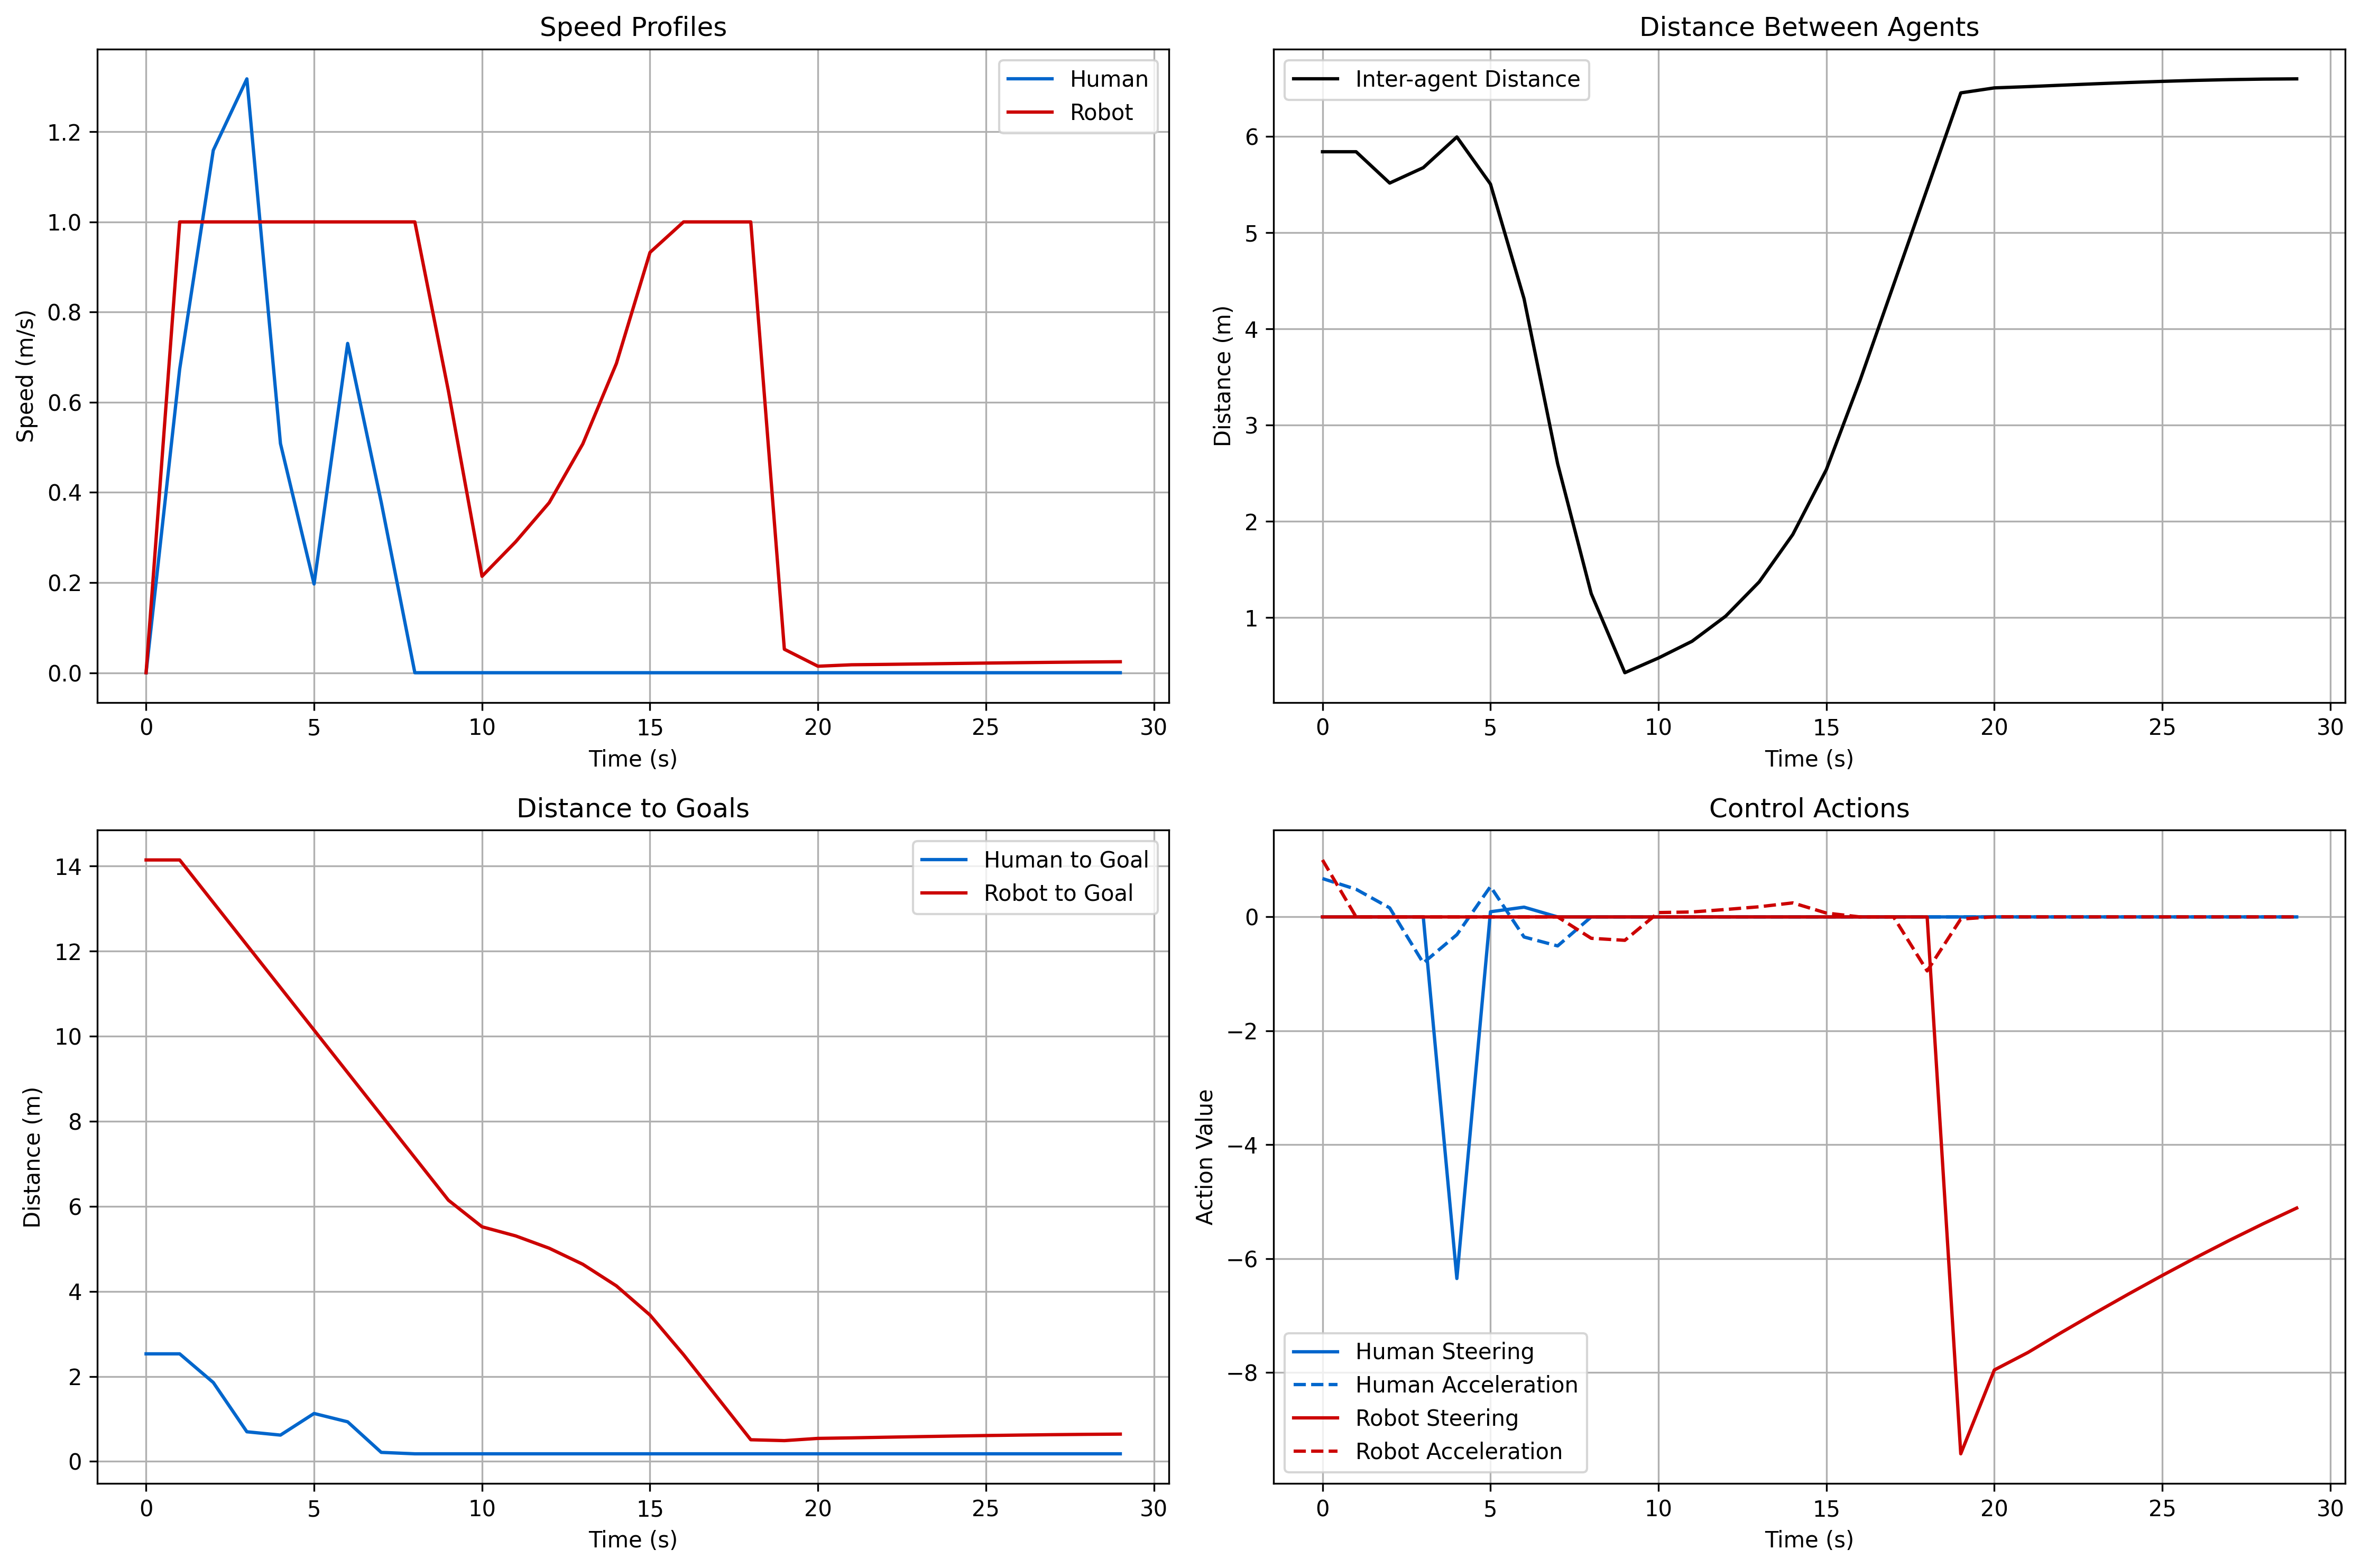 Speed Profiles
Human
Robot
Speed (m/s)
1.2
1.0
0.8
0.6
0.4
0.2
0.0
0 5 10 15 20 25 30
Time (s)
Distance Between Agents
Inter-agent Distance
Distance (m)
6
5
4
3
2
1
0 5 10 15 20 25 30
Time (s)
Distance to Goals
Human to Goal
Robot to Goal
Distance (m)
14
12
10
8
6
4
2
0
0 5 10 15 20 25 30
Time (s)
Control Actions
Action Value
0
−2
−4
−6
−8
Human Steering
Human Acceleration
Robot Steering
Robot Acceleration
0 5 10 15 20 25 30
Time (s)